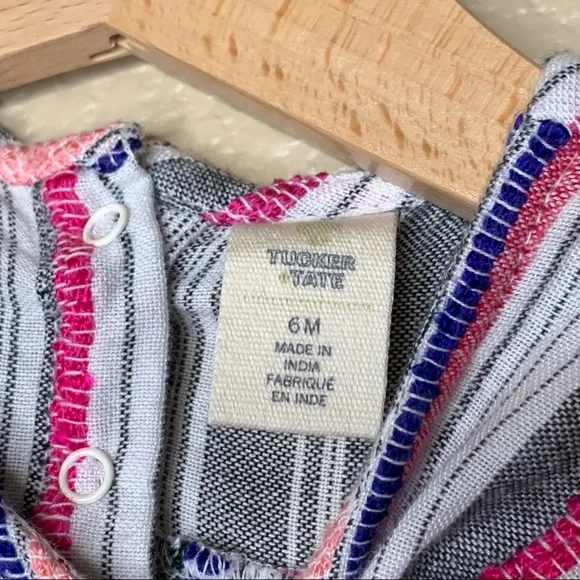 TUCKER
+TATE
6M
MADE IN
INDIA
FABRIQUÉ
EN INDE